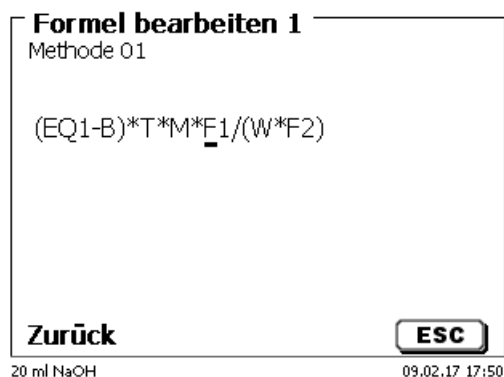 Formel bearbeiten 1
Methode 01
(EQ1-B)*T*M*F1/(W*F2)
Zurück
ESC
20 ml NaOH
09.02.17 17:50